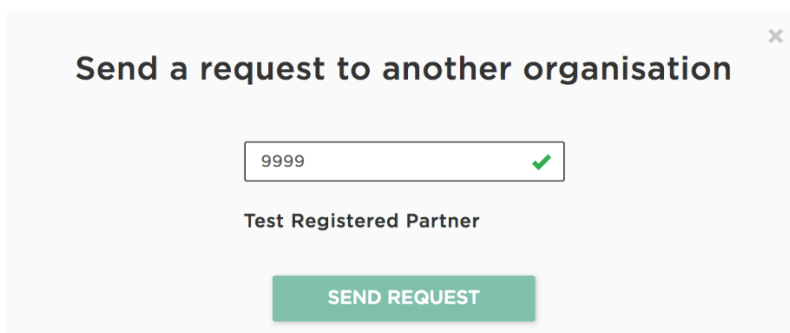 Send a request to another organisation
9999
Test Registered Partner
SEND REQUEST